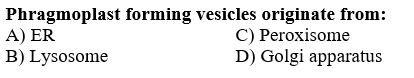 Phragmoplast forming vesicles originate from:
A) ER C) Peroxisome
B) Lysosome D) Golgi apparatus